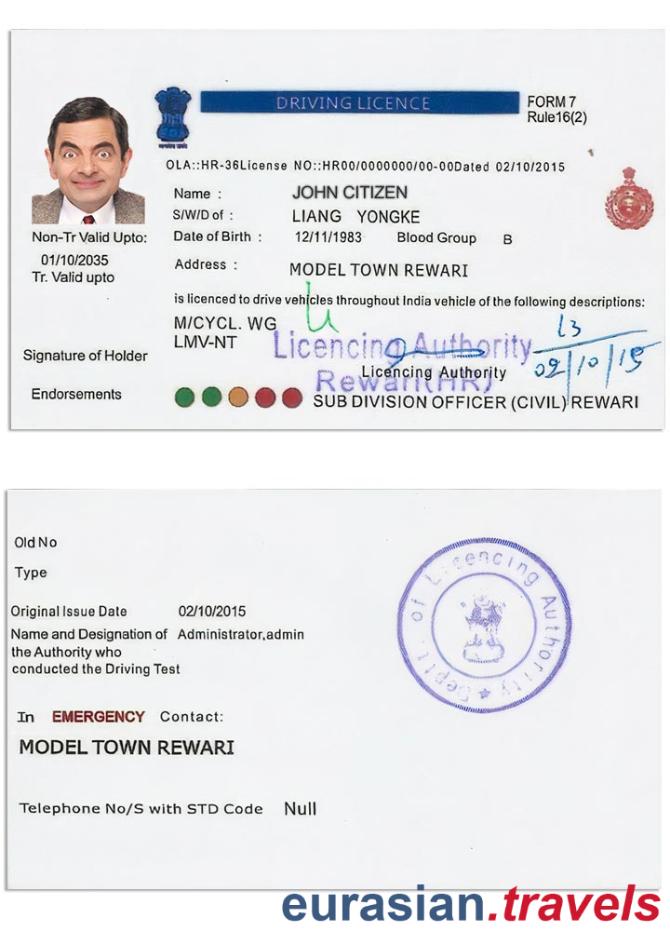 DRIVING LICENCE
FORM 7
Rule16(2)
OLA::HR-36License NO::HR00/0000000/00-00Dated 02/10/2015
Name : JOHN CITIZEN
S/W/D of : LIANG YONGKE
Date of Birth : 12/11/1983 Blood Group B
Address : MODEL TOWN REWARI
Non-Tr Valid Upto:
01/10/2035
Tr. Valid upto
is licenced to drive vehicles throughout India vehicle of the following descriptions:
M/CYCL. WG
LMV-NT
Licencing Authority
Rewari(HR)
13
02/10/15
Signature of Holder
Licencing Authority
Endorsements
SUB DIVISION OFFICER (CIVIL) REWARI
Old No
Type
Original Issue Date 02/10/2015
Name and Designation of Administrator,admin
the Authority who
conducted the Driving Test
Deptt of Licencing Authority
In EMERGENCY Contact:
MODEL TOWN REWARI
Telephone No/S with STD Code Null
eurasian.travels